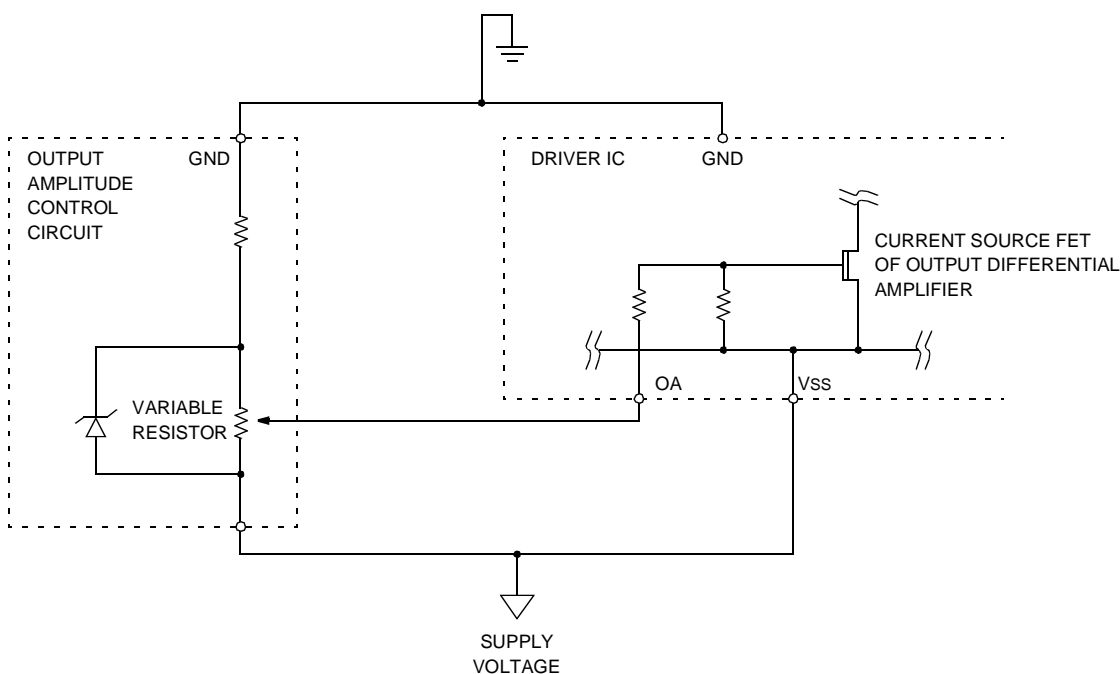 OUTPUT
AMPLITUDE
CONTROL
CIRCUIT
GND
DRIVER IC
GND
CURRENT SOURCE FET
OF OUTPUT DIFFERENTIAL
AMPLIFIER
OA
VSS
VARIABLE
RESISTOR
SUPPLY
VOLTAGE